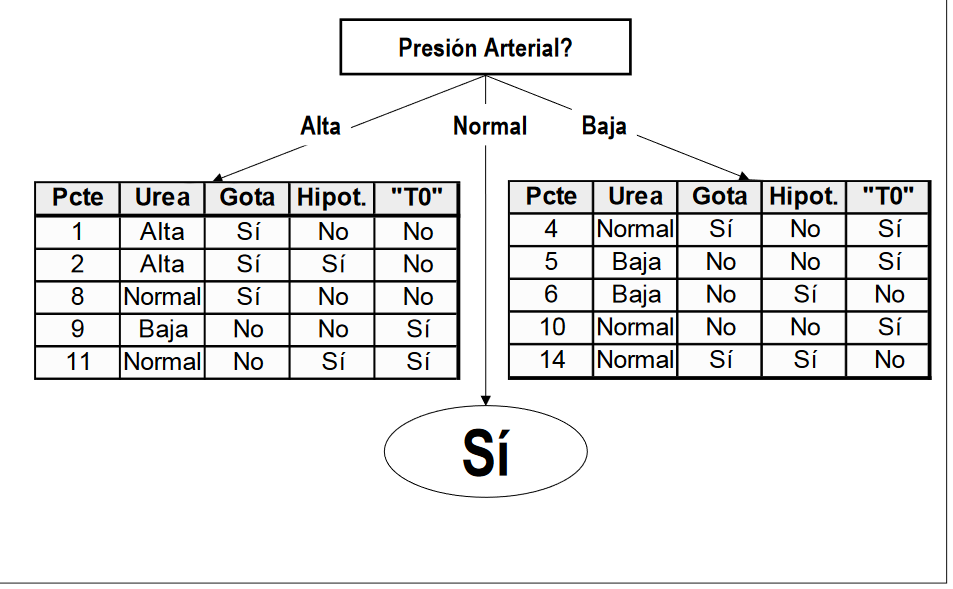 Presión Arterial?
Alta Normal Baja
Pcte Urea Gota Hipot. "T0"
1 Alta Sí No No
2 Alta Sí Sí No
8 Normal Sí No No
9 Baja No No Sí
11 Normal No Sí Sí
Pcte Urea Gota Hipot. "T0"
4 Normal Sí No Sí
5 Baja No No Sí
6 Baja No Sí No
10 Normal No No Sí
14 Normal Sí Sí No
Sí